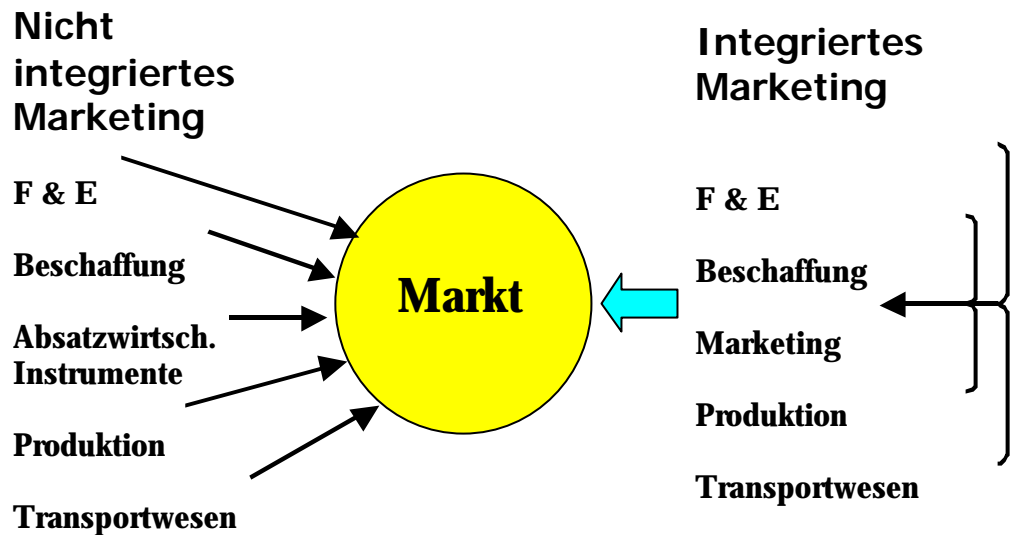 Nicht
integriertes
Marketing
F & E
Beschaffung
Absatzwirtsch.
Instrumente
Produktion
Transportwesen
Markt
Integriertes
Marketing
F & E
Beschaffung
Marketing
Produktion
Transportwesen